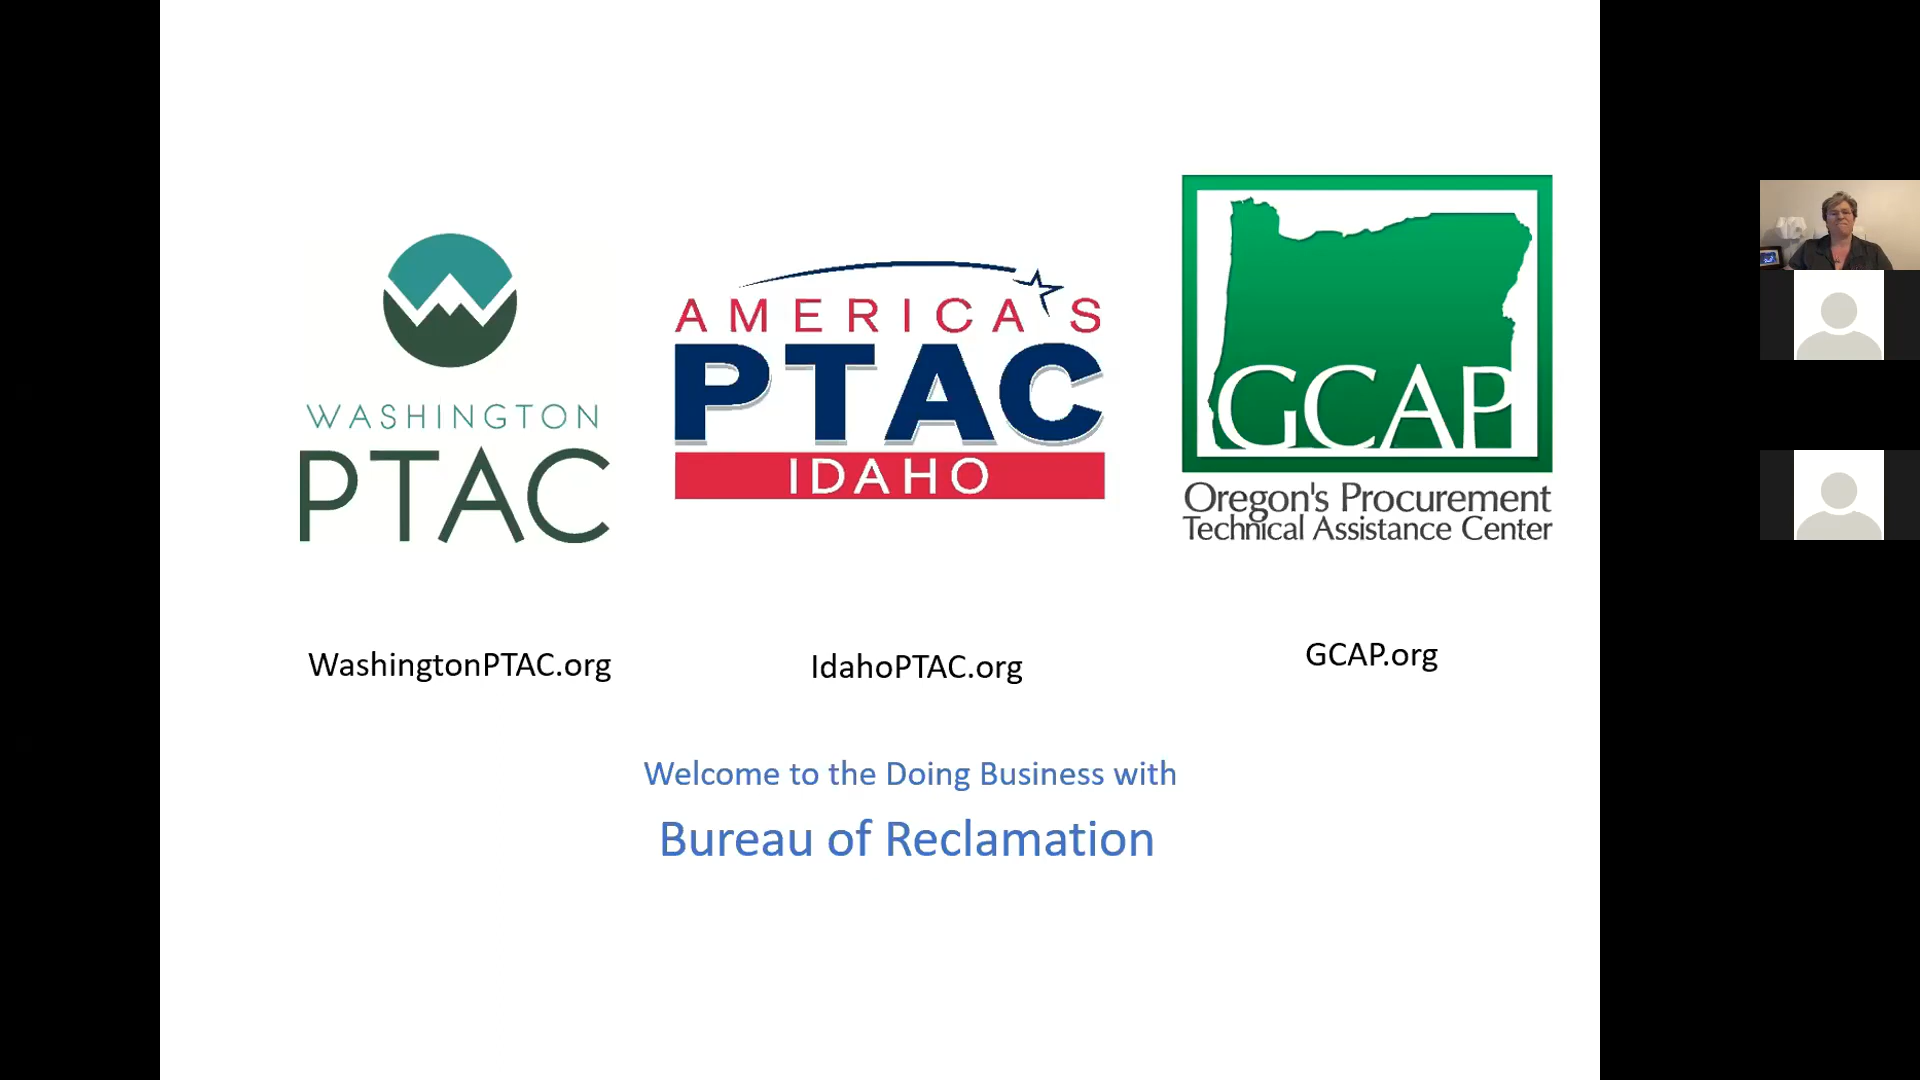 WASHINGTON
PTAC
AMERICA'S
PTAC
IDAHO
GCAP
Oregon's Procurement
Technical Assistance Center
WashingtonPTAC.org
IdahoPTAC.org
GCAP.org
Welcome to the Doing Business with
Bureau of Reclamation